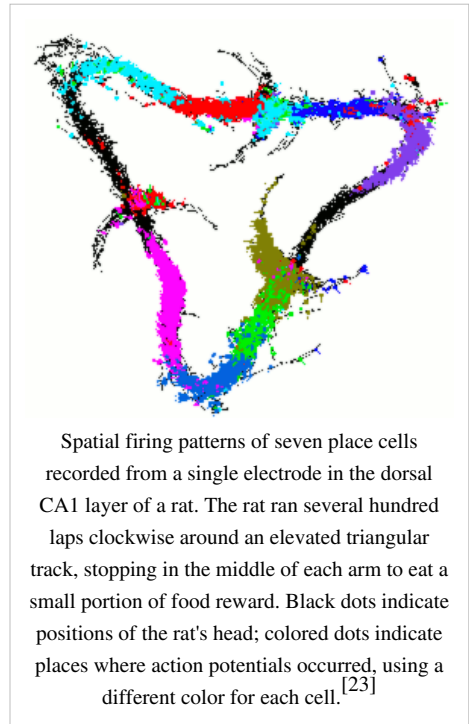 Spatial firing patterns of seven place cells
recorded from a single electrode in the dorsal
CA1 layer of a rat. The rat ran several hundred
laps clockwise around an elevated triangular
track, stopping in the middle of each arm to eat a
small portion of food reward. Black dots indicate
positions of the rat's head; colored dots indicate
places where action potentials occurred, using a
different color for each cell.[23]